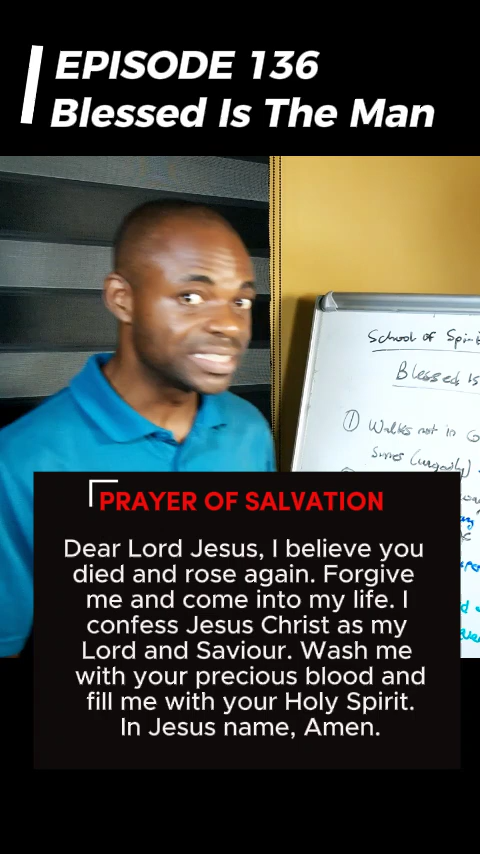 EPISODE 136
Blessed Is The Man
School of
Blessed
① Walks not in
(ungodly)
PRAYER OF SALVATION
Dear Lord Jesus, I believe you
died and rose again. Forgive
me and come into my life. I
confess Jesus Christ as my
Lord and Saviour. Wash me
with your precious blood and
fill me with your Holy Spirit.
In Jesus name, Amen.